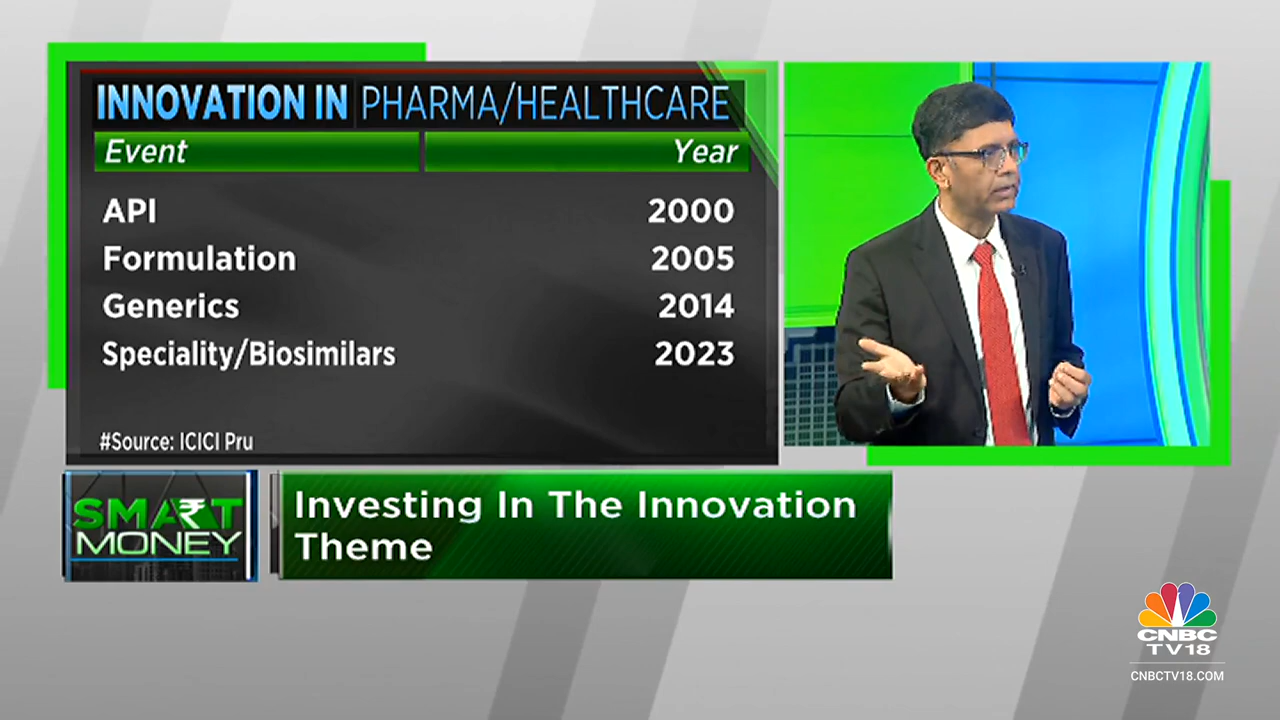 INNOVATION IN PHARMA/HEALTHCARE
Event Year
API 2000
Formulation 2005
Generics 2014
Speciality/Biosimilars 2023
#Source: ICICI Pru
SMA₹T
MONEY
Investing In The Innovation
Theme
CNBC
TV18
CNBCTV18.COM